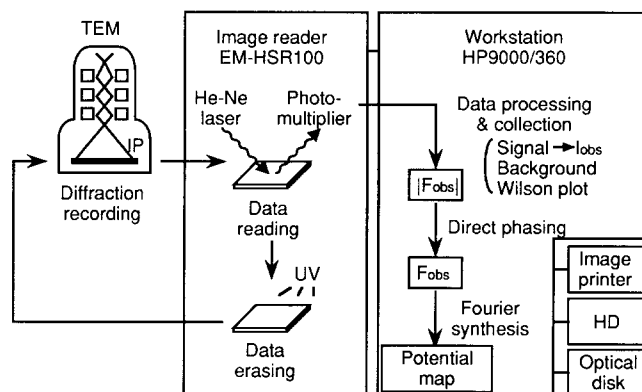 TEM
IP
Diffraction
recording
Image reader
EM-HSR100
He-Ne
laser
Photo-
multiplier
Data
reading
UV
Data
erasing
Workstation
HP9000/360
Data processing
& collection
Signal → Iobs
Background
Wilson plot
|Fobs|
Direct phasing
Fobs
Fourier
synthesis
Potential
map
Image
printer
HD
Optical
disk